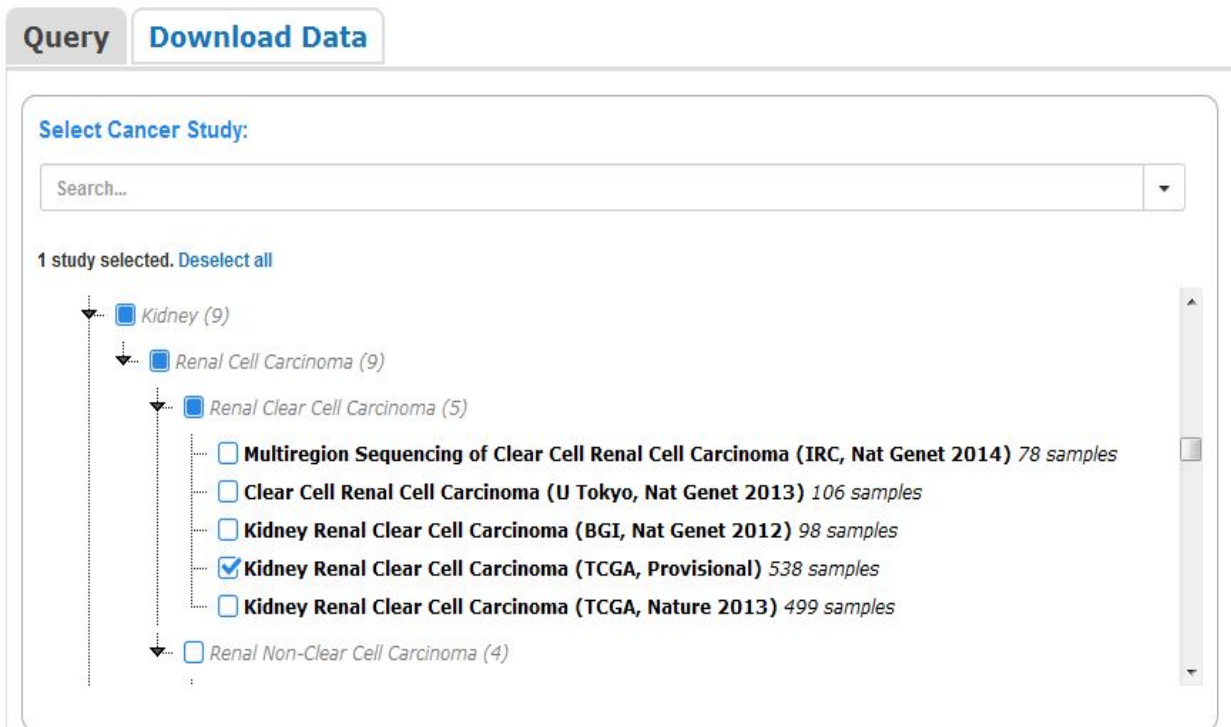 Query Download Data
Select Cancer Study:
Search...
1 study selected. Deselect all
Kidney (9)
Renal Cell Carcinoma (9)
Renal Clear Cell Carcinoma (5)
Multiregion Sequencing of Clear Cell Renal Cell Carcinoma (IRC, Nat Genet 2014) 78 samples
Clear Cell Renal Cell Carcinoma (U Tokyo, Nat Genet 2013) 106 samples
Kidney Renal Clear Cell Carcinoma (BGI, Nat Genet 2012) 98 samples
Kidney Renal Clear Cell Carcinoma (TCGA, Provisional) 538 samples
Kidney Renal Clear Cell Carcinoma (TCGA, Nature 2013) 499 samples
Renal Non-Clear Cell Carcinoma (4)